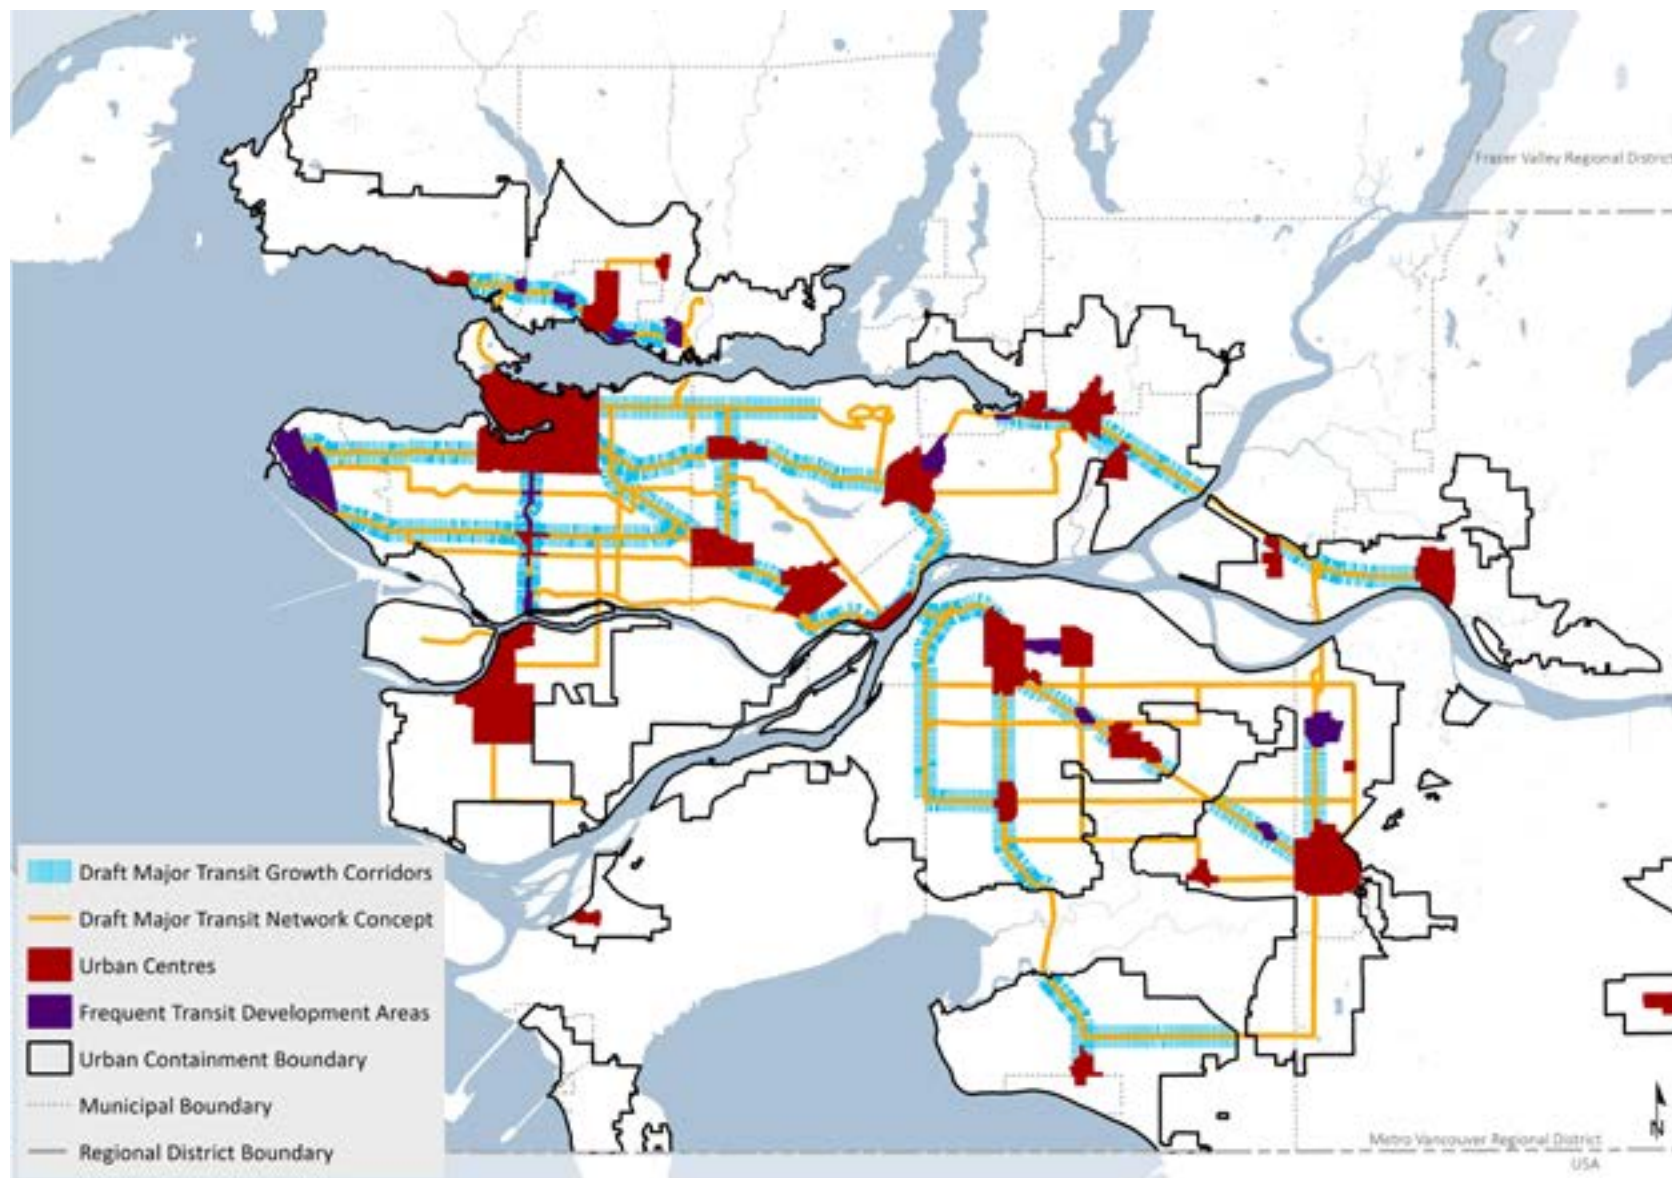 Fraser Valley Regional District
Draft Major Transit Growth Corridors
Draft Major Transit Network Concept
Urban Centres
Frequent Transit Development Areas
Urban Containment Boundary
Municipal Boundary
Regional District Boundary
N
Metro Vancouver Regional District
USA